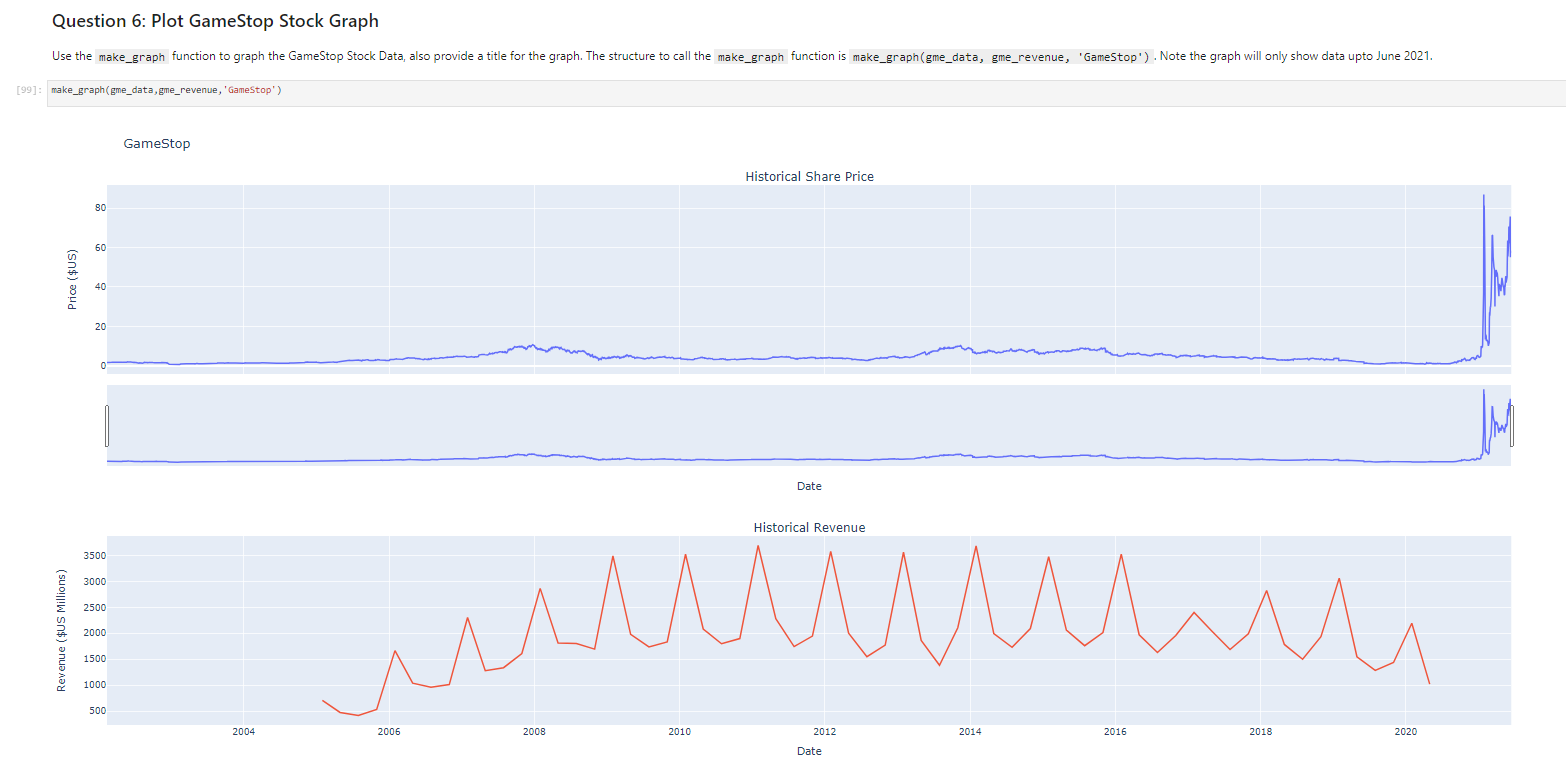 Question 6: Plot GameStop Stock Graph
Use the make_graph function to graph the GameStop Stock Data, also provide a title for the graph. The structure to call the make_graph function is make_graph(gme_data, gme_revenue, 'GameStop'). Note the graph will only show data upto June 2021.
[99]: make_graph(gme_data,gme_revenue,'GameStop')
GameStop
Historical Share Price
Price ($US)
80
60
40
20
0
Date
Historical Revenue
Revenue ($US Millions)
3500
3000
2500
2000
1500
1000
500
2004 2006 2008 2010 2012 2014 2016 2018 2020
Date